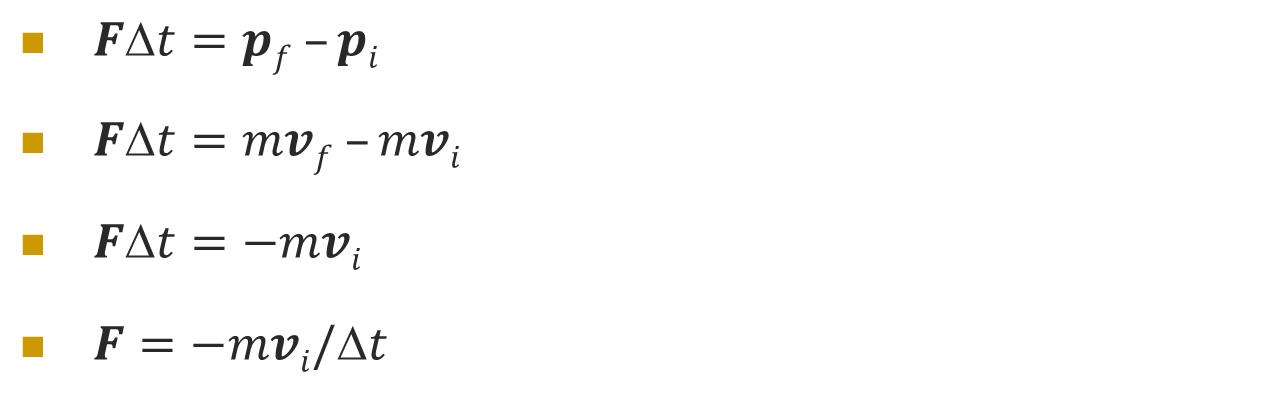 ▪ 𝑭Δt = 𝒑_f – 𝒑_i
▪ 𝑭Δt = m𝒗_f – m𝒗_i
▪ 𝑭Δt = −m𝒗_i
▪ 𝑭 = −m𝒗_i/Δt